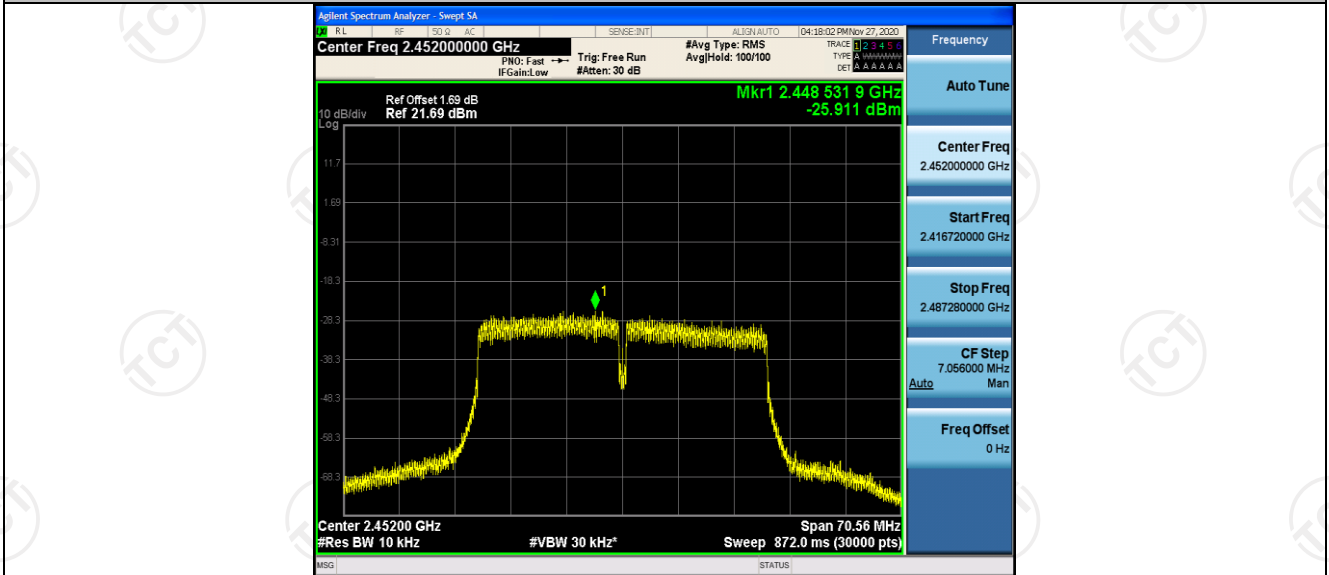 Agilent Spectrum Analyzer - Swept SA
RL RF 50 Ω AC SENSE:INT ALIGN AUTO 04:18:02 PM Nov 27, 2020
Center Freq 2.452000000 GHz
PNO: Fast
IFGain:Low
Trig: Free Run
#Atten: 30 dB
#Avg Type: RMS
Avg|Hold: 100/100
TRACE 1 2 3 4 5 6
TYPE A WWWWW
DET A A A A A A
Frequency
Mkr1 2.448 531 9 GHz
-25.911 dBm
Ref Offset 1.69 dB
10 dB/div Ref 21.69 dBm
Log
11.7
1.69
-8.31
-18.3
-28.3
-38.3
-48.3
-58.3
-68.3
1
Center 2.45200 GHz
Span 70.56 MHz
#Res BW 10 kHz
#VBW 30 kHz*
Sweep 872.0 ms (30000 pts)
MSG STATUS
Auto Tune
Center Freq
2.452000000 GHz
Start Freq
2.416720000 GHz
Stop Freq
2.487280000 GHz
CF Step
7.056000 MHz
Auto Man
Freq Offset
0 Hz
TCT
TCT
TCT
TCT